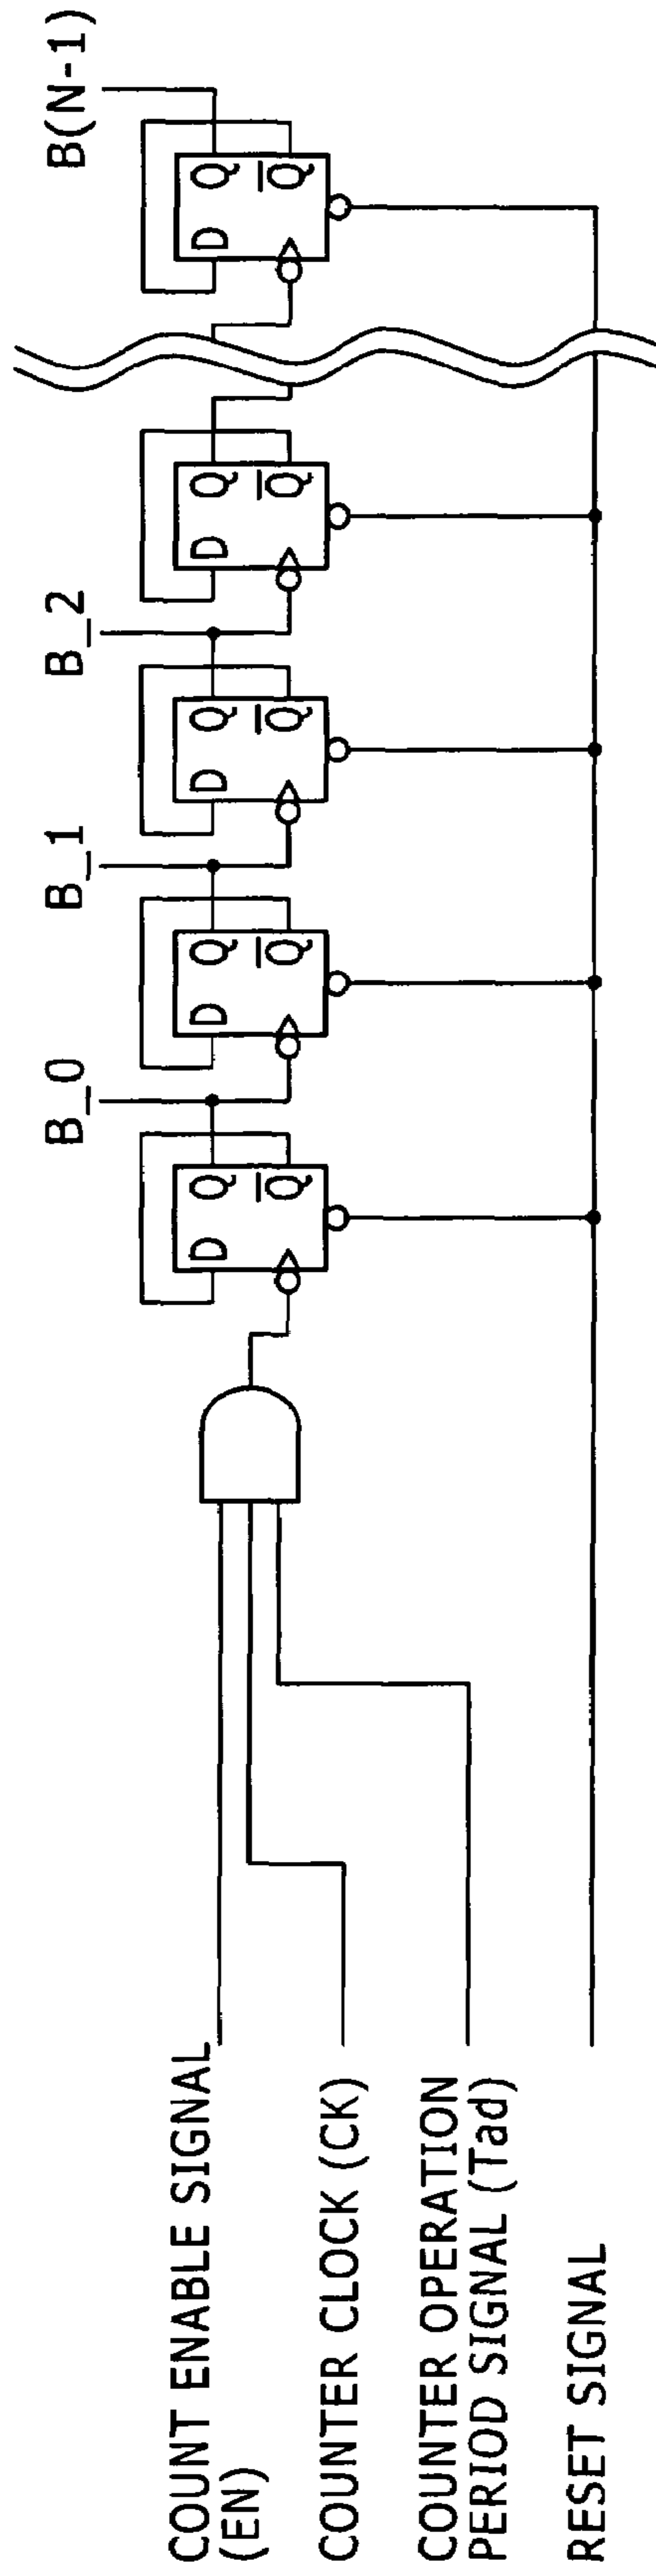 COUNT ENABLE SIGNAL
(EN)
COUNTER CLOCK (CK)
COUNTER OPERATION
PERIOD SIGNAL (Tad)
RESET SIGNAL
B_0
B_1
B_2
B(N-1)
D Q
Q̅
D Q
Q̅
D Q
Q̅
D Q
Q̅
D Q
Q̅